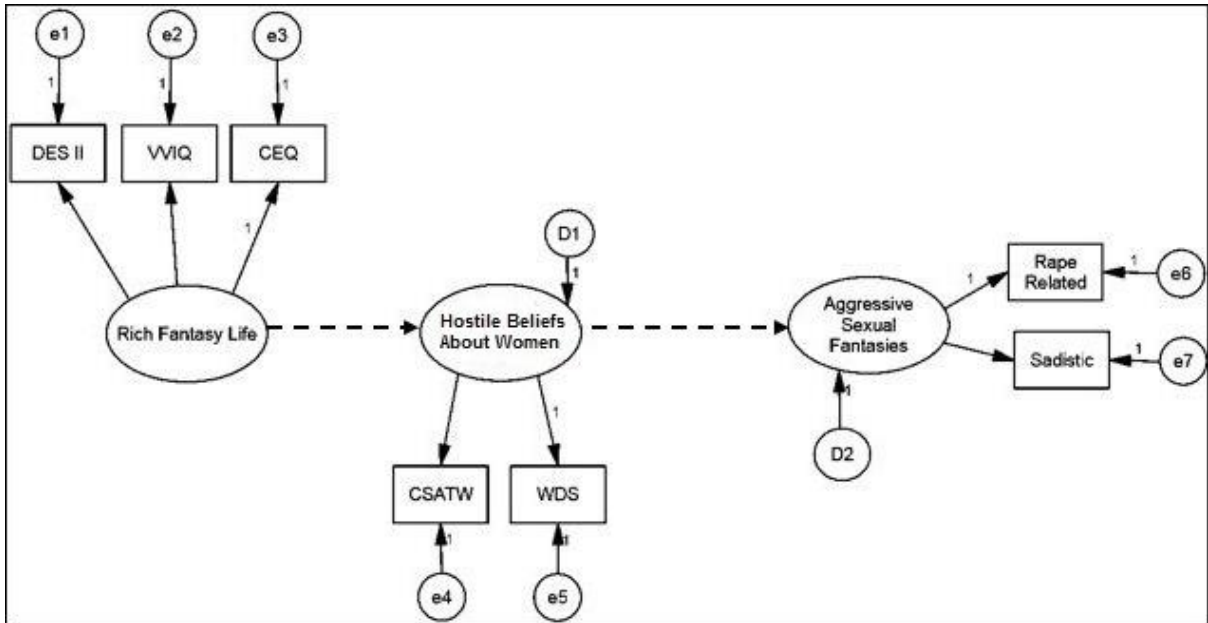 e1
e2
e3
1
1
1
DES II
VVIQ
CEQ
1
D1
1
Rich Fantasy Life
Hostile Beliefs
About Women
Aggressive
Sexual
Fantasies
1
Rape
Related
1
e6
Sadistic
1
e7
1
1
D2
CSATW
WDS
1
1
e4
e5